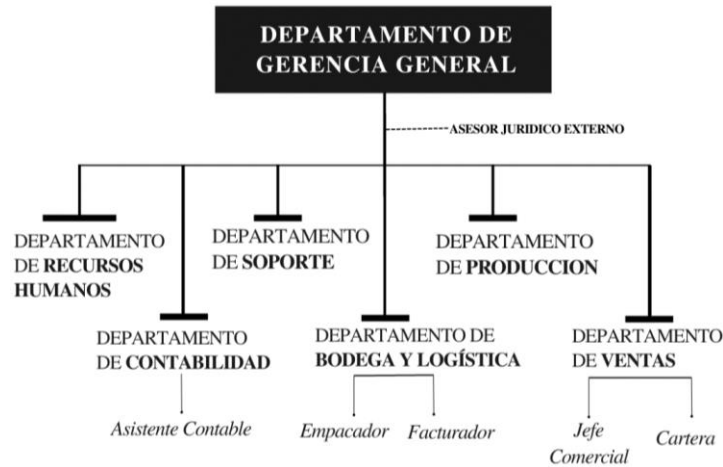 DEPARTAMENTO DE
GERENCIA GENERAL
ASESOR JURIDICO EXTERNO
DEPARTAMENTO
DE RECURSOS
HUMANOS
DEPARTAMENTO
DE SOPORTE
DEPARTAMENTO
DE PRODUCCION
DEPARTAMENTO
DE CONTABILIDAD
DEPARTAMENTO DE
BODEGA Y LOGÍSTICA
DEPARTAMENTO
DE VENTAS
Asistente Contable
Empacador
Facturador
Jefe
Comercial
Cartera